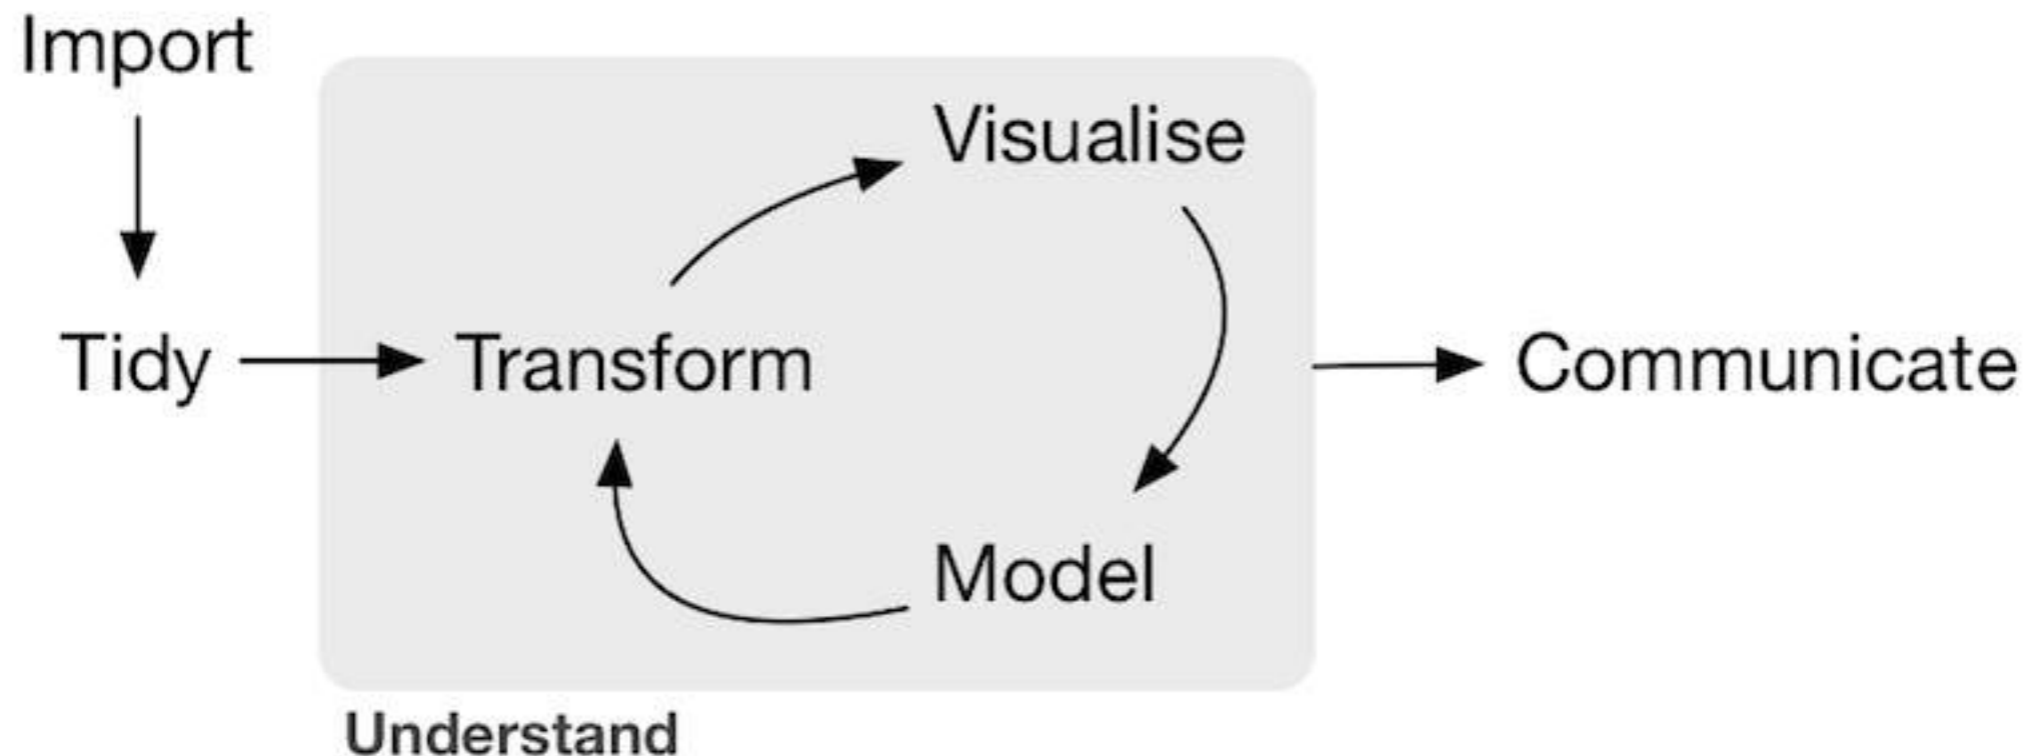 Import
Visualise
Tidy
Transform
Communicate
Model
Understand